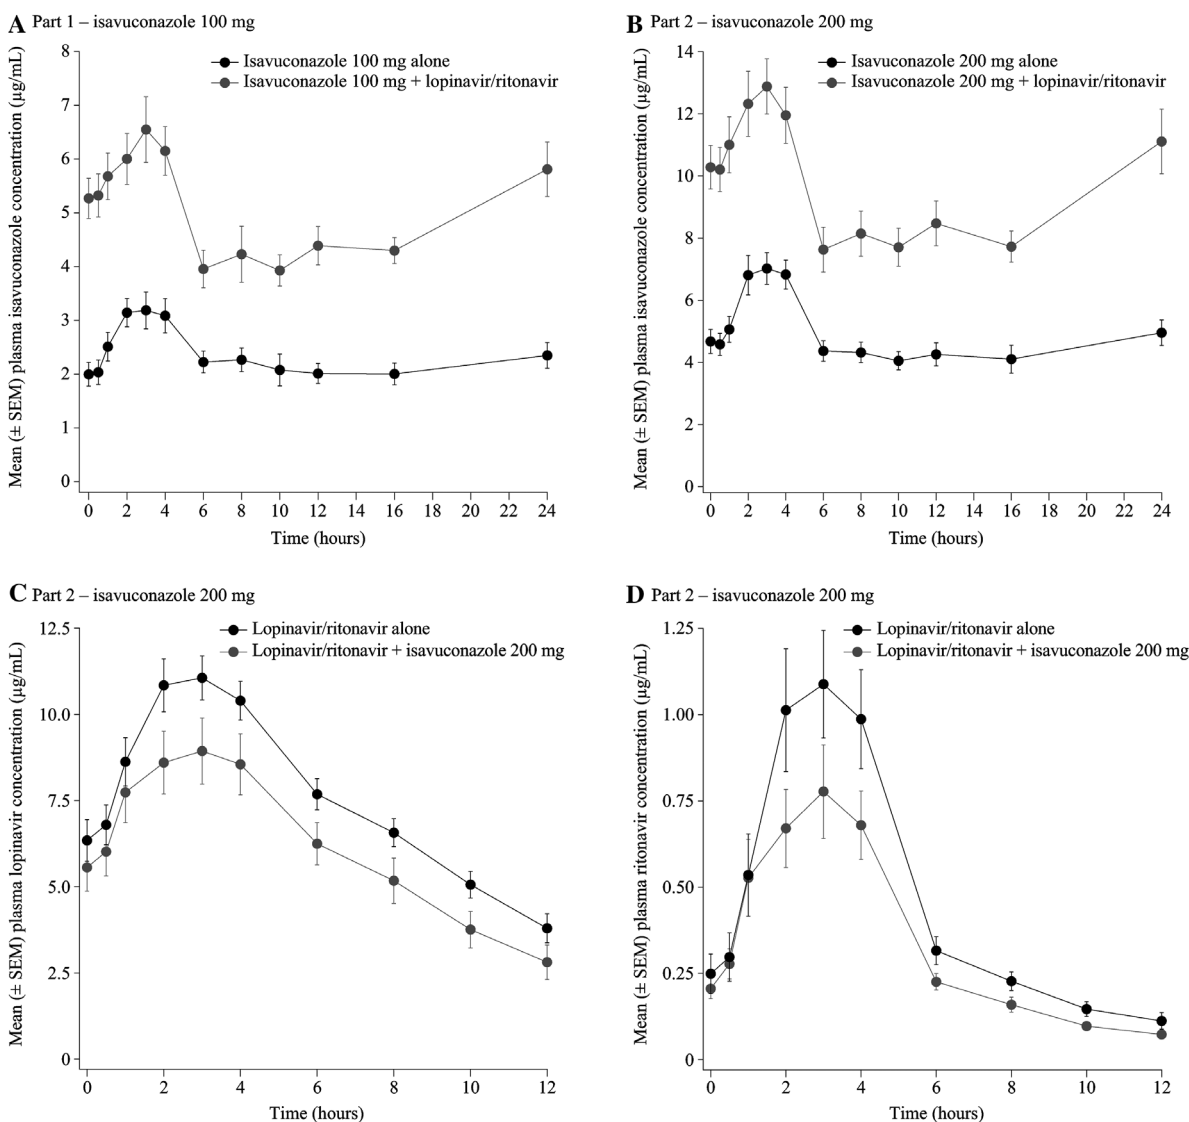 A Part 1 – isavuconazole 100 mg
Mean (± SEM) plasma isavuconazole concentration (µg/mL)
8
7
6
5
4
3
2
1
0
Isavuconazole 100 mg alone
Isavuconazole 100 mg + lopinavir/ritonavir
0 2 4 6 8 10 12 14 16 18 20 22 24
Time (hours)
B Part 2 – isavuconazole 200 mg
Mean (± SEM) plasma isavuconazole concentration (µg/mL)
14
12
10
8
6
4
2
0
Isavuconazole 200 mg alone
Isavuconazole 200 mg + lopinavir/ritonavir
0 2 4 6 8 10 12 14 16 18 20 22 24
Time (hours)
C Part 2 – isavuconazole 200 mg
Mean (± SEM) plasma lopinavir concentration (µg/mL)
12.5
10.0
7.5
5.0
2.5
0
Lopinavir/ritonavir alone
Lopinavir/ritonavir + isavuconazole 200 mg
0 2 4 6 8 10 12
Time (hours)
D Part 2 – isavuconazole 200 mg
Mean (± SEM) plasma ritonavir concentration (µg/mL)
1.25
1.00
0.75
0.50
0.25
0
Lopinavir/ritonavir alone
Lopinavir/ritonavir + isavuconazole 200 mg
0 2 4 6 8 10 12
Time (hours)